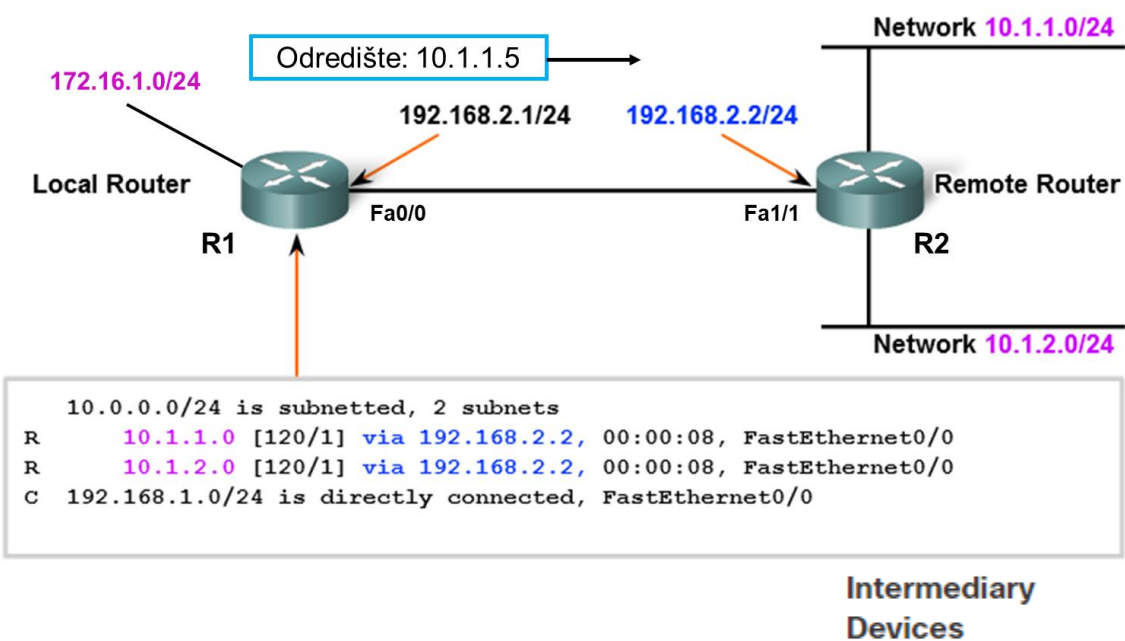 Network 10.1.1.0/24
Odredište: 10.1.1.5
172.16.1.0/24
192.168.2.1/24
192.168.2.2/24
Local Router
Remote Router
Fa0/0
Fa1/1
R1
R2
Network 10.1.2.0/24
10.0.0.0/24 is subnetted, 2 subnets
R 10.1.1.0 [120/1] via 192.168.2.2, 00:00:08, FastEthernet0/0
R 10.1.2.0 [120/1] via 192.168.2.2, 00:00:08, FastEthernet0/0
C 192.168.1.0/24 is directly connected, FastEthernet0/0
Intermediary
Devices